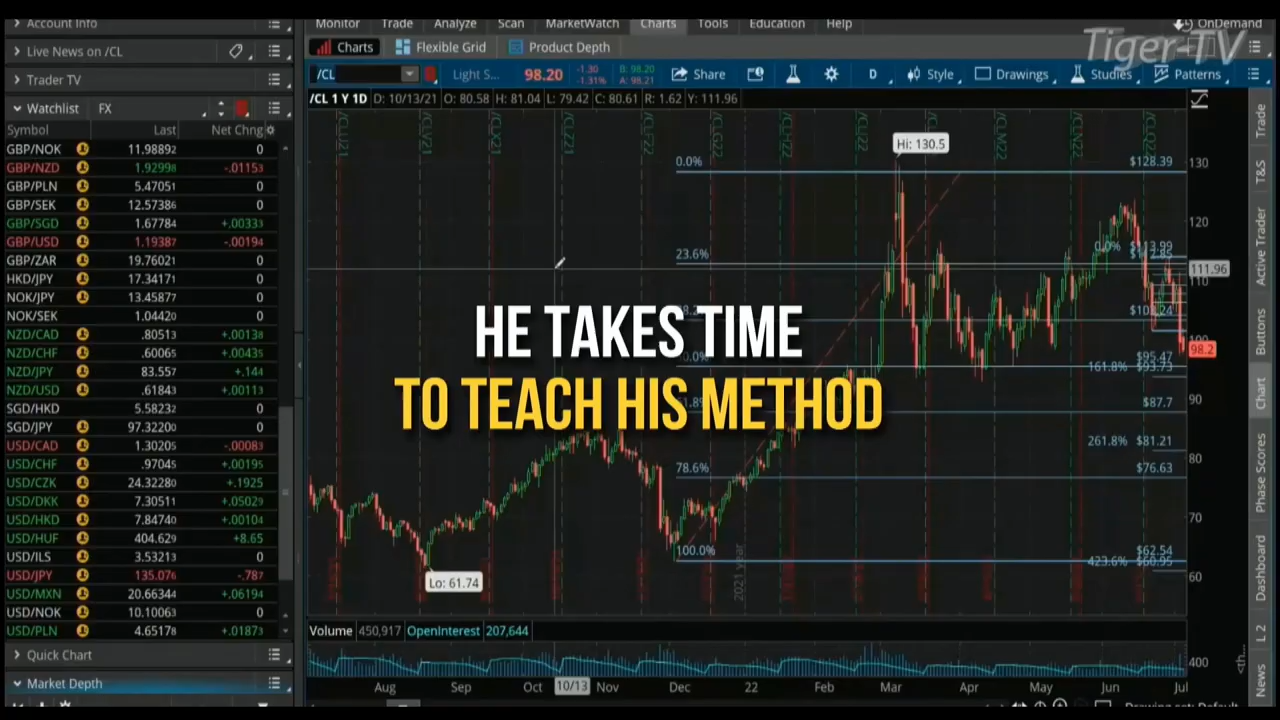 Account Info
Monitor Trade Analyze Scan MarketWatch Charts Tools Education Help
OnDemand
Tiger-TV
Live News on /CL
Charts Flexible Grid Product Depth
Trader TV
/CL Light S... 98.20 -1.30 -1.31% B: 98.20 A: 98.21 Share D Style Drawings Studies Patterns
Watchlist FX
/CL 1 Y 1D D: 10/13/21 O: 80.58 H: 81.04 L: 79.42 C: 80.61 R: 1.62 Y: 111.96
Symbol Last Net Chng
GBP/NOK 11.98892 0
GBP/NZD 1.92998 -.01153
GBP/PLN 5.47051 0
GBP/SEK 12.57386 0
GBP/SGD 1.67784 +.00333
GBP/USD 1.19387 -.00194
GBP/ZAR 19.76021 0
HKD/JPY 17.34171 0
NOK/JPY 13.45877 0
NOK/SEK 1.04420 0
NZD/CAD .80513 +.00138
NZD/CHF .60065 +.00435
NZD/JPY 83.557 +.144
NZD/USD .61843 +.00113
SGD/HKD 5.58232 0
SGD/JPY 97.32200 0
USD/CAD 1.30205 -.00083
USD/CHF .97045 +.00195
USD/CZK 24.32280 +.1925
USD/DKK 7.30511 +.05029
USD/HKD 7.84740 +.00104
USD/HUF 404.629 +8.65
USD/ILS 3.53213 0
USD/JPY 135.076 -.787
USD/MXN 20.66344 +.06194
USD/NOK 10.10063 0
USD/PLN 4.65178 +.01873
Quick Chart
Market Depth
Hi: 130.5
0.0% $128.39
130
120
23.6%
0.0% $113.99
111.96
110
HE TAKES TIME
TO TEACH HIS METHOD
98.2
$95.47
161.8% $93.73
90
$87.7
261.8% $81.21
80
78.6% $76.63
70
100.0% $62.54
423.6% $60.95
60
Lo: 61.74
2021 year
Volume 450,917 OpenInterest 207,644
400
Aug Sep Oct 10/13 Nov Dec 22 Feb Mar Apr May Jun Jul
Trade
T&S
Active Trader
Buttons
Chart
Phase Scores
Dashboard
L 2
News
Drawing set: Default